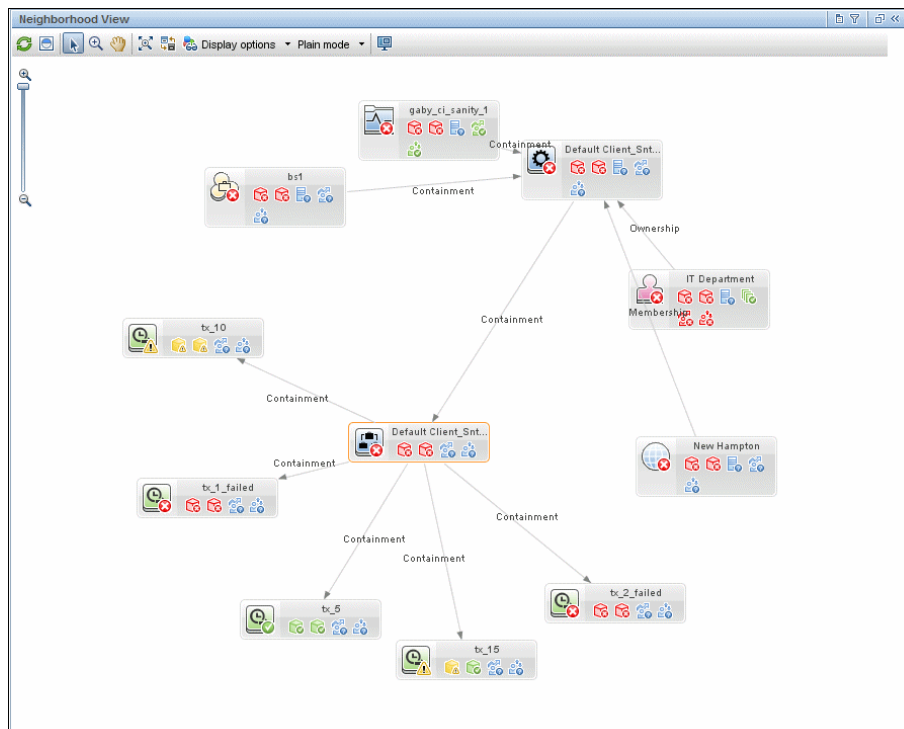 Neighborhood View
Display options
Plain mode
gaby_ci_sanity_1
Containment
Default Client_Snt...
bs1
Containment
Ownership
IT Department
Membership
Containment
tx_10
Containment
Default Client_Snt...
New Hampton
Containment
tx_1_failed
Containment
Containment
Containment
tx_2_failed
tx_5
tx_15